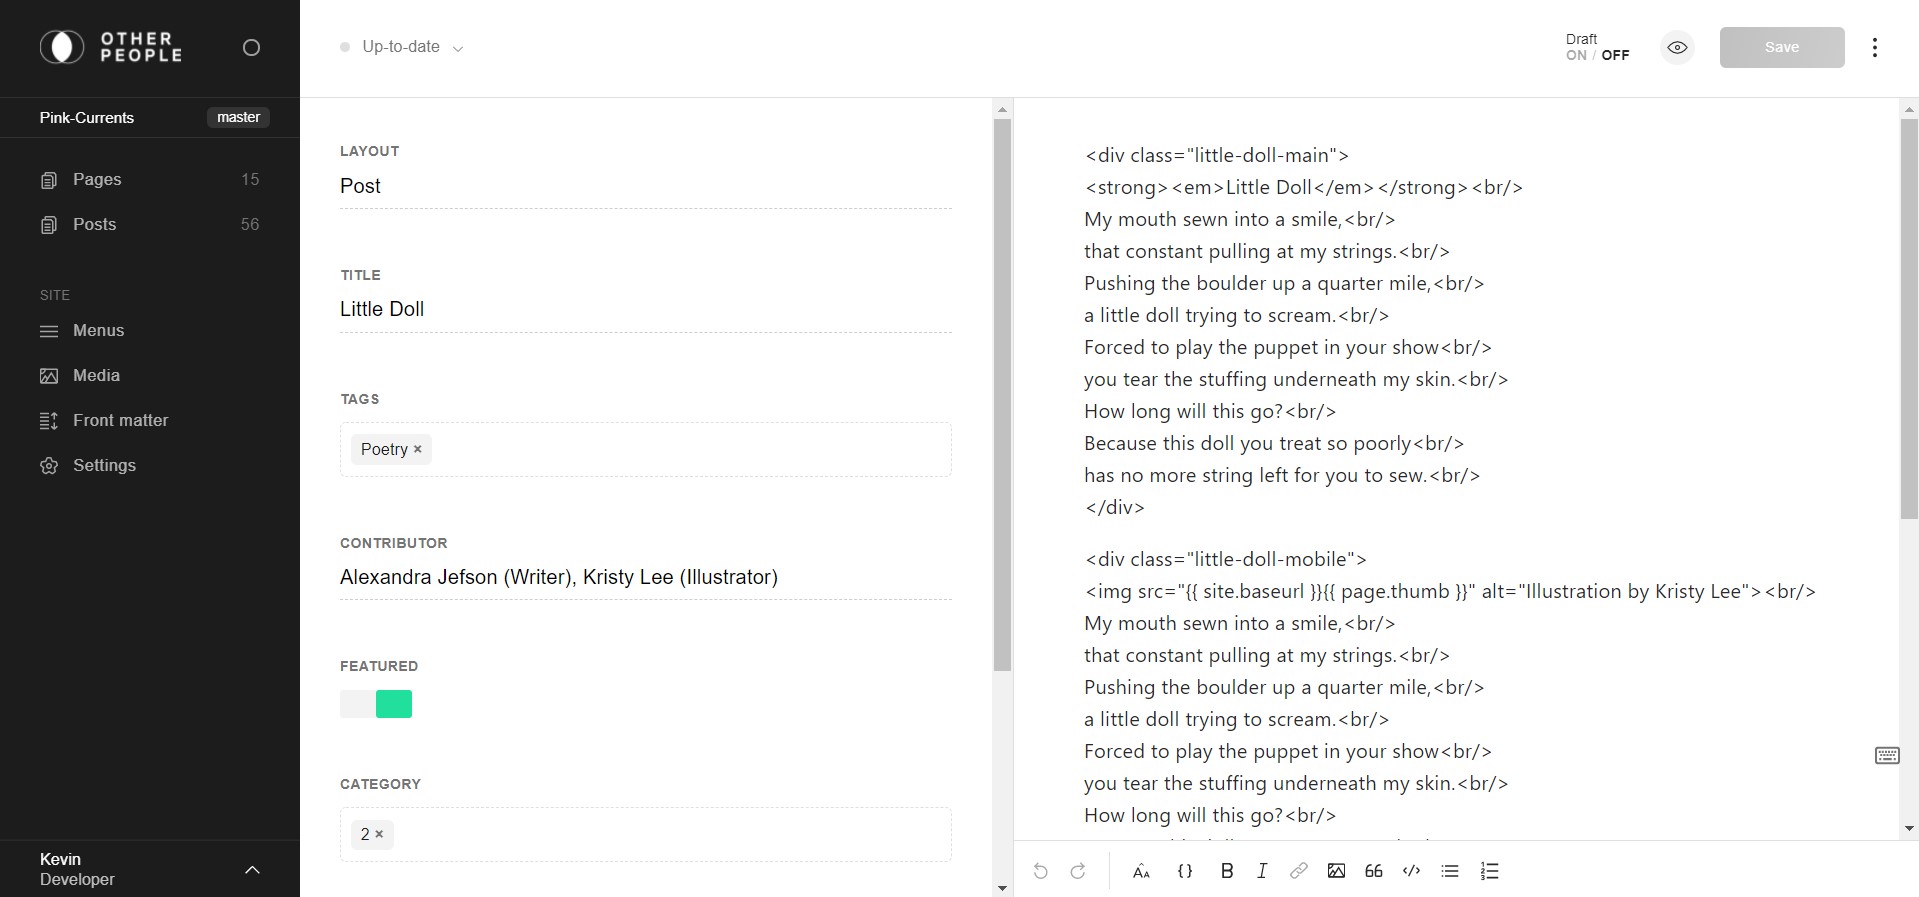 OTHER
PEOPLE
Pink-Currents
master
Pages
15
Posts
56
SITE
Menus
Media
Front matter
Settings
Kevin
Developer
Up-to-date
Draft
ON / OFF
Save
LAYOUT
Post
TITLE
Little Doll
TAGS
Poetry ×
CONTRIBUTOR
Alexandra Jefson (Writer), Kristy Lee (Illustrator)
FEATURED
CATEGORY
2 ×
<div class="little-doll-main">
<strong><em>Little Doll</em></strong><br/>
My mouth sewn into a smile,<br/>
that constant pulling at my strings.<br/>
Pushing the boulder up a quarter mile,<br/>
a little doll trying to scream.<br/>
Forced to play the puppet in your show<br/>
you tear the stuffing underneath my skin.<br/>
How long will this go?<br/>
Because this doll you treat so poorly<br/>
has no more string left for you to sew.<br/>
</div>
<div class="little-doll-mobile">
<img src="{{ site.baseurl }}{{ page.thumb }}" alt="Illustration by Kristy Lee"><br/>
My mouth sewn into a smile,<br/>
that constant pulling at my strings.<br/>
Pushing the boulder up a quarter mile,<br/>
a little doll trying to scream.<br/>
Forced to play the puppet in your show<br/>
you tear the stuffing underneath my skin.<br/>
How long will this go?<br/>